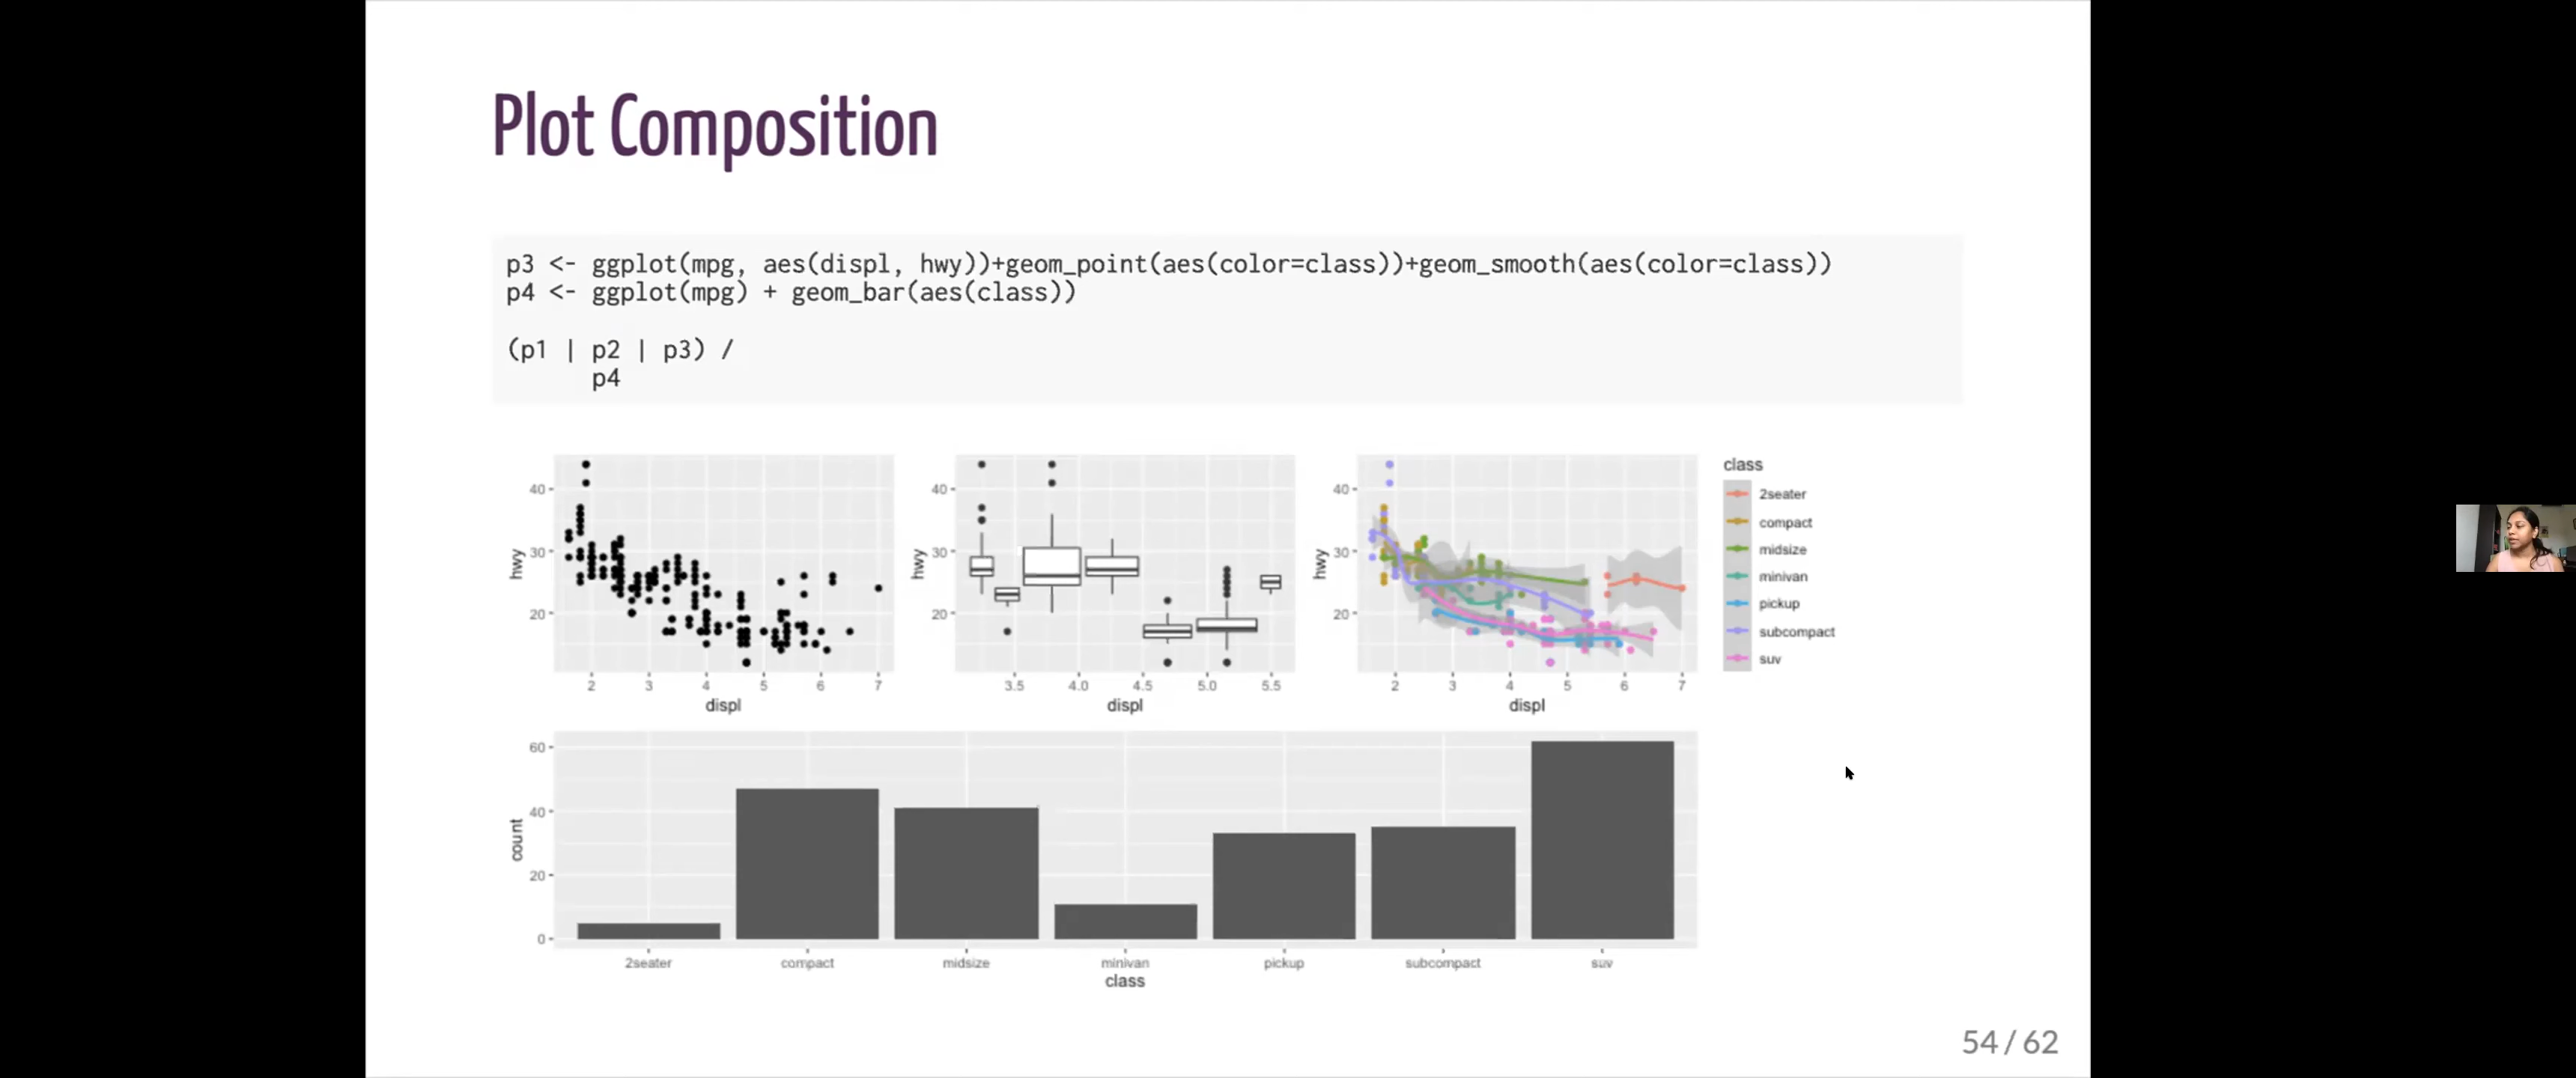 Plot Composition
p3 <- ggplot(mpg, aes(displ, hwy))+geom_point(aes(color=class))+geom_smooth(aes(color=class))
p4 <- ggplot(mpg) + geom_bar(aes(class))
(p1 | p2 | p3) /
p4
40
30
20
hwy
2 3 4 5 6 7
displ
40
30
20
hwy
3.5 4.0 4.5 5.0 5.5
displ
40
30
20
hwy
2 3 4 5 6 7
displ
class
2seater
compact
midsize
minivan
pickup
subcompact
suv
60
40
20
0
count
2seater compact midsize minivan pickup subcompact suv
class
54 / 62